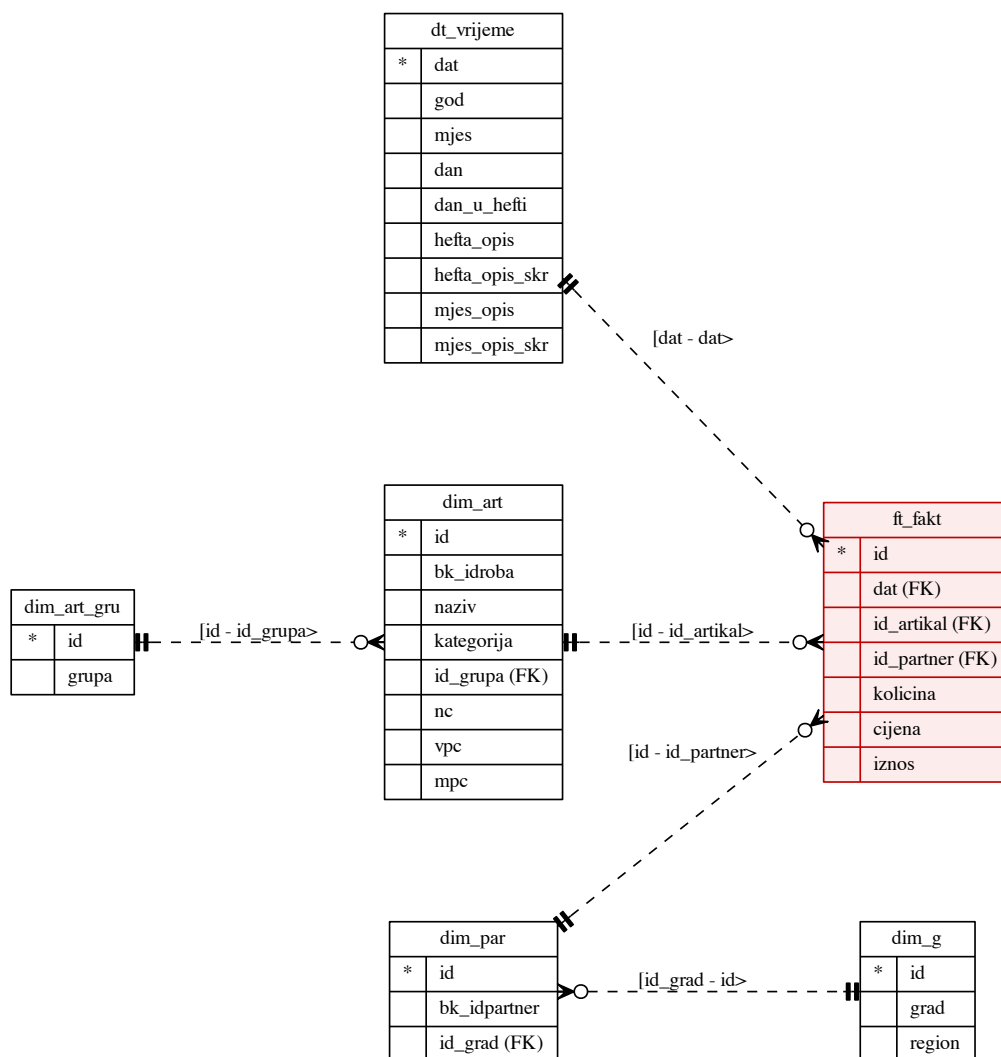 dt_vrijeme
* dat
god
mjes
dan
dan_u_hefti
hefta_opis
hefta_opis_skr
mjes_opis
mjes_opis_skr
[dat - dat>
dim_art_gru
* id
grupa
[id - id_grupa>
dim_art
* id
bk_idroba
naziv
kategorija
id_grupa (FK)
nc
vpc
mpc
[id - id_artikal>
ft_fakt
* id
dat (FK)
id_artikal (FK)
id_partner (FK)
kolicina
cijena
iznos
[id - id_partner>
dim_par
* id
bk_idpartner
id_grad (FK)
[id_grad - id>
dim_g
* id
grad
region